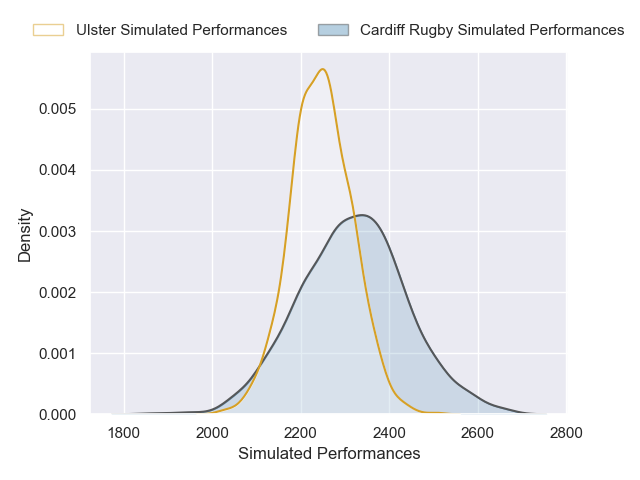 Ulster Simulated Performances Cardiff Rugby Simulated Performances
Density
0.005
0.004
0.003
0.002
0.001
0.000
1800 2000 2200 2400 2600 2800
Simulated Performances